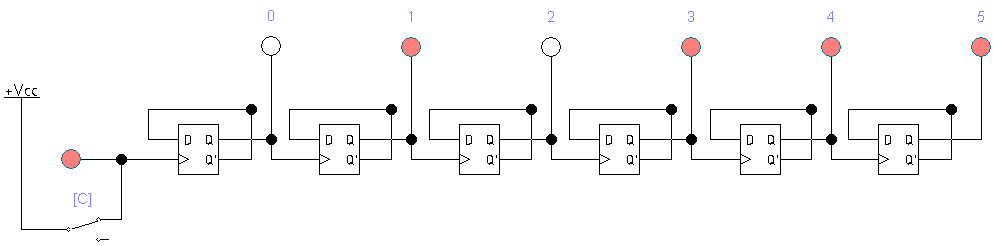 0 1 2 3 4 5
+Vcc
D Q D Q D Q D Q D Q D Q
Q' Q' Q' Q' Q' Q'
[C]